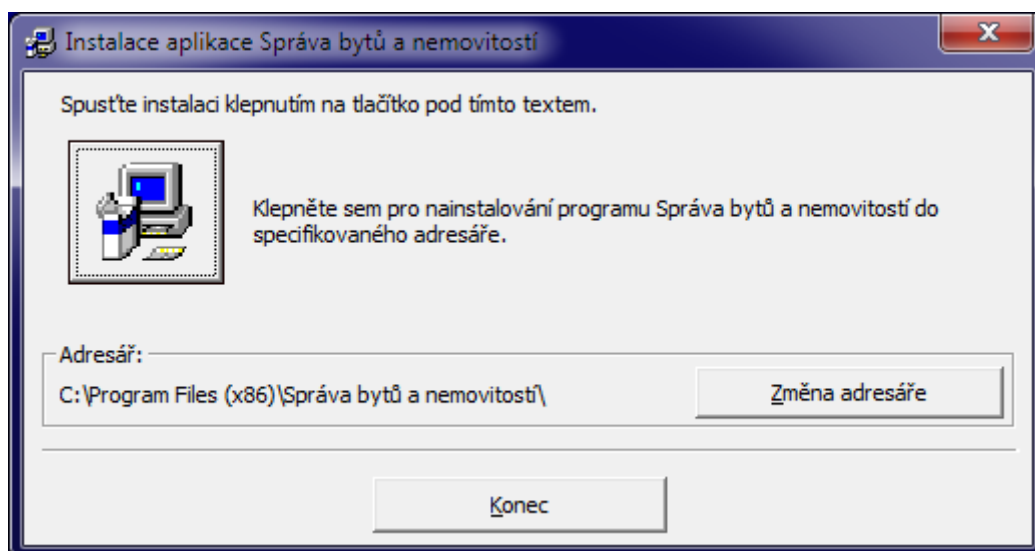 Instalace aplikace Správa bytů a nemovitostí
Spusťte instalaci klepnutím na tlačítko pod tímto textem.
Klepněte sem pro nainstalování programu Správa bytů a nemovitostí do
specifikovaného adresáře.
Adresář:
C:\Program Files (x86)\Správa bytů a nemovitostí\
Změna adresáře
Konec